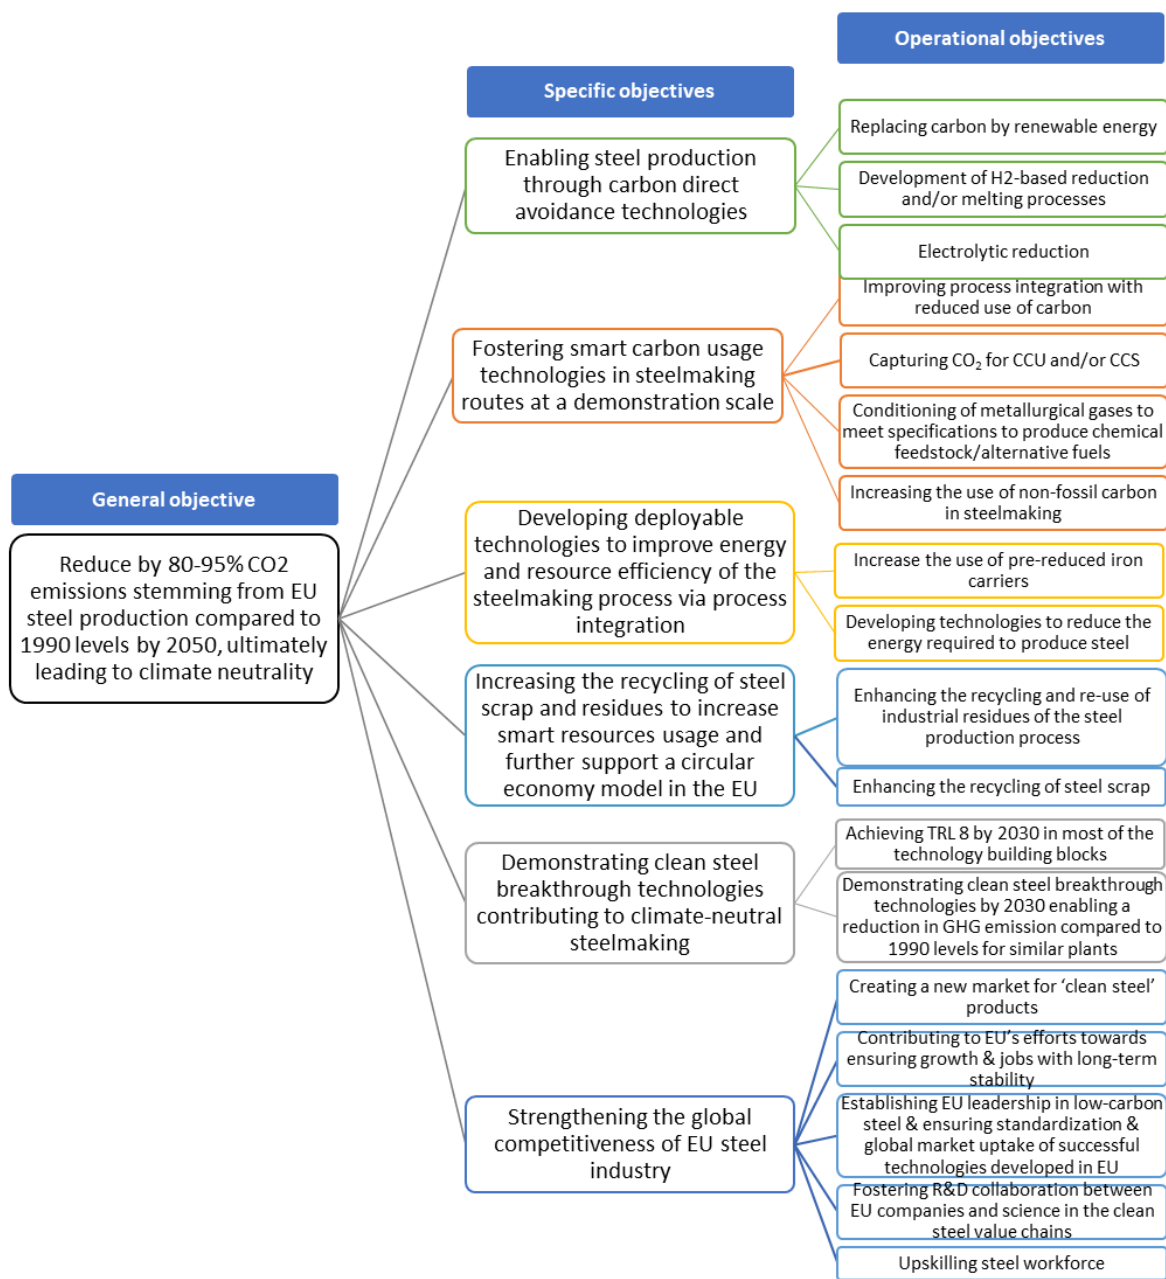 Operational objectives
Specific objectives
Replacing carbon by renewable energy
Enabling steel production
through carbon direct
avoidance technologies
Development of H2-based reduction
and/or melting processes
Electrolytic reduction
Improving process integration with
reduced use of carbon
Fostering smart carbon usage
technologies in steelmaking
routes at a demonstration scale
Capturing CO₂ for CCU and/or CCS
Conditioning of metallurgical gases to
meet specifications to produce chemical
feedstock/alternative fuels
Increasing the use of non-fossil carbon
in steelmaking
General objective
Reduce by 80-95% CO2
emissions stemming from EU
steel production compared to
1990 levels by 2050, ultimately
leading to climate neutrality
Developing deployable
technologies to improve energy
and resource efficiency of the
steelmaking process via process
integration
Increase the use of pre-reduced iron
carriers
Developing technologies to reduce the
energy required to produce steel
Increasing the recycling of steel
scrap and residues to increase
smart resources usage and
further support a circular
economy model in the EU
Enhancing the recycling and re-use of
industrial residues of the steel
production process
Enhancing the recycling of steel scrap
Demonstrating clean steel
breakthrough technologies
contributing to climate-neutral
steelmaking
Achieving TRL 8 by 2030 in most of the
technology building blocks
Demonstrating clean steel breakthrough
technologies by 2030 enabling a
reduction in GHG emission compared to
1990 levels for similar plants
Strengthening the global
competitiveness of EU steel
industry
Creating a new market for ‘clean steel’
products
Contributing to EU’s efforts towards
ensuring growth & jobs with long-term
stability
Establishing EU leadership in low-carbon
steel & ensuring standardization &
global market uptake of successful
technologies developed in EU
Fostering R&D collaboration between
EU companies and science in the clean
steel value chains
Upskilling steel workforce